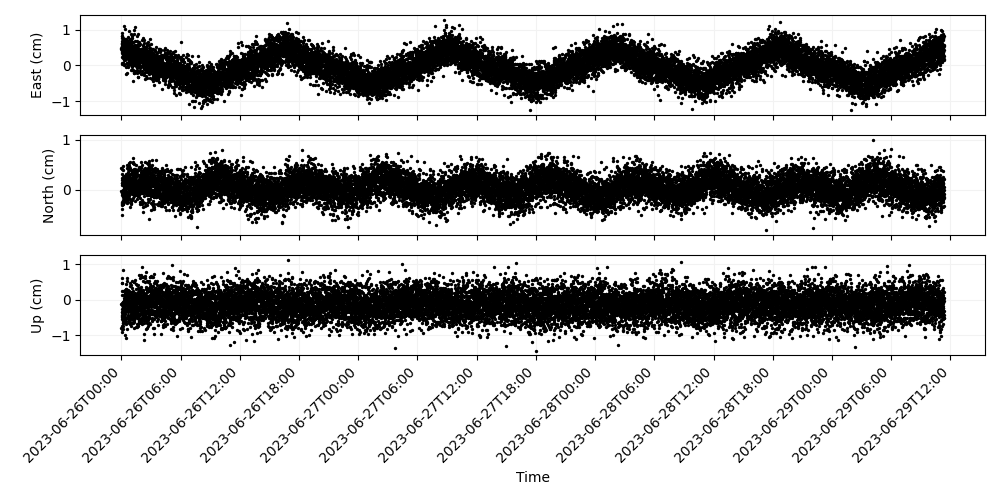 East (cm)
1
0
−1
North (cm)
1
0
Up (cm)
1
0
−1
2023-06-26T00:00
2023-06-26T06:00
2023-06-26T12:00
2023-06-26T18:00
2023-06-27T00:00
2023-06-27T06:00
2023-06-27T12:00
2023-06-27T18:00
2023-06-28T00:00
2023-06-28T06:00
2023-06-28T12:00
2023-06-28T18:00
2023-06-29T00:00
2023-06-29T06:00
2023-06-29T12:00
Time